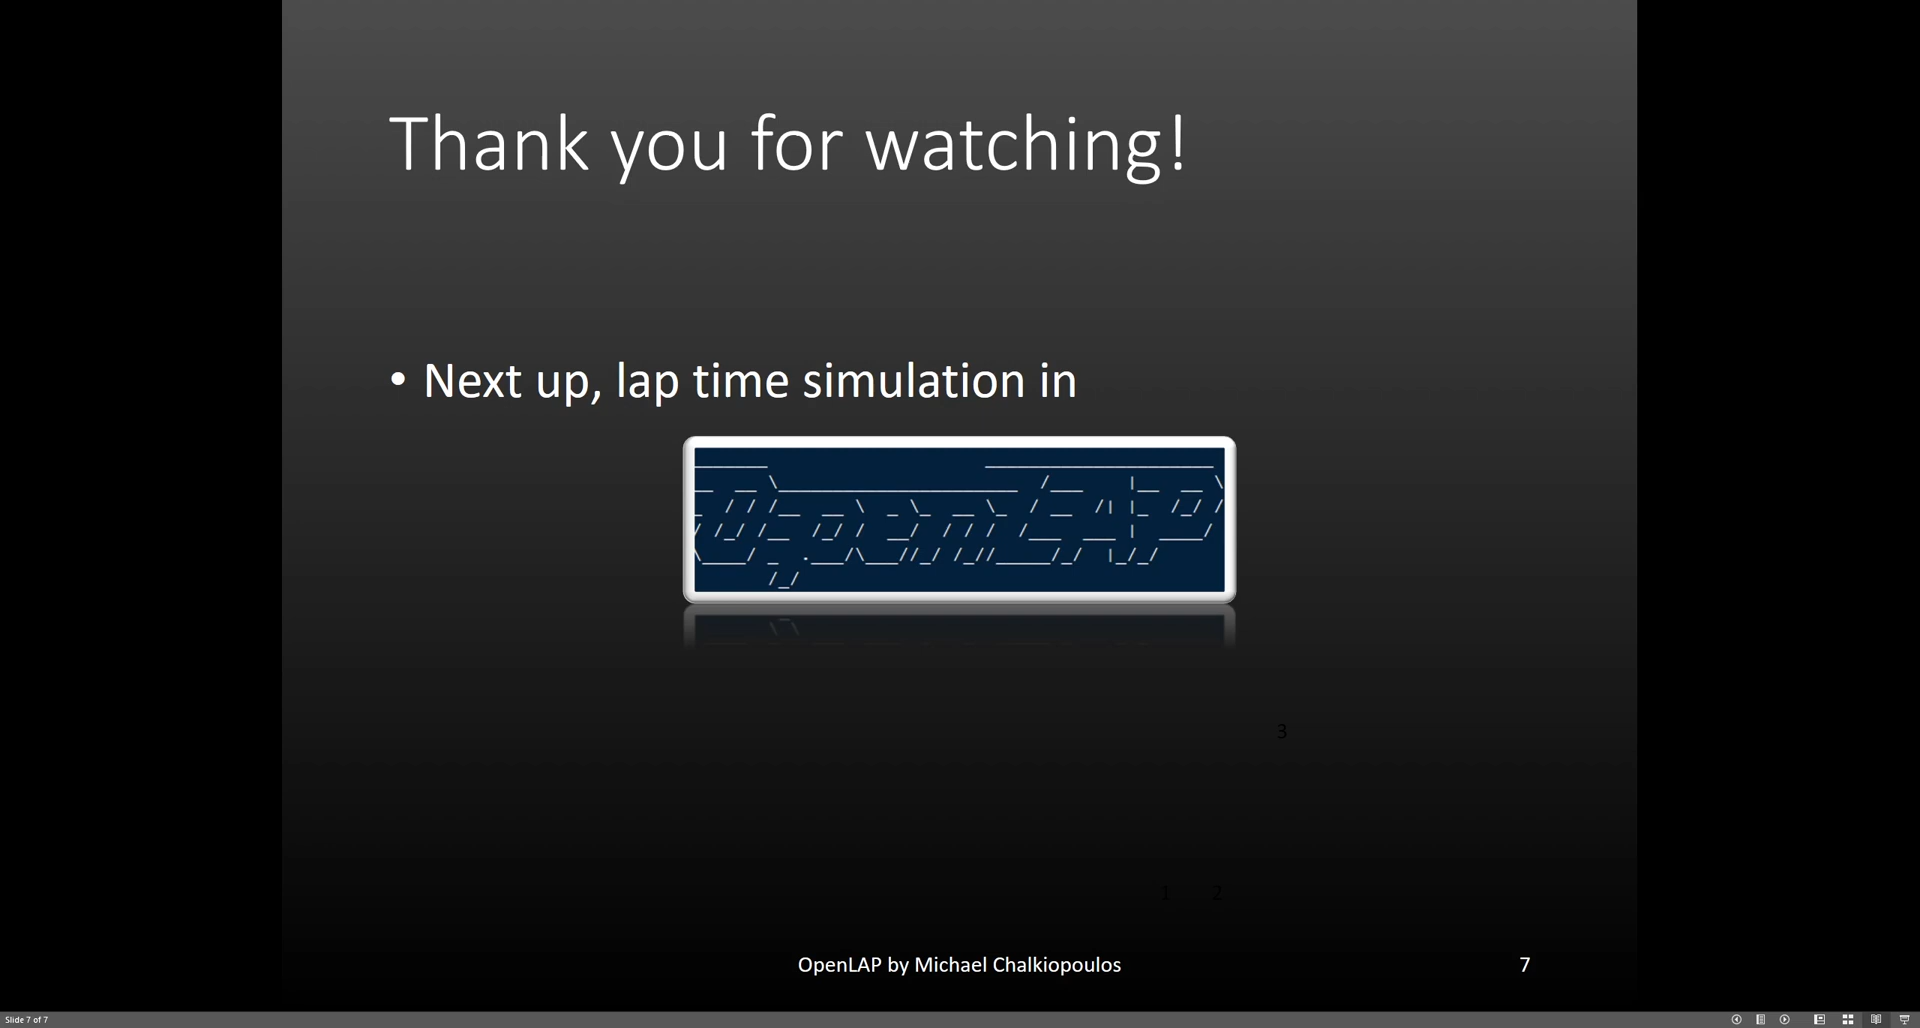 Thank you for watching!
• Next up, lap time simulation in
OpenLAP
3
1 2
OpenLAP by Michael Chalkiopoulos
7
Slide 7 of 7